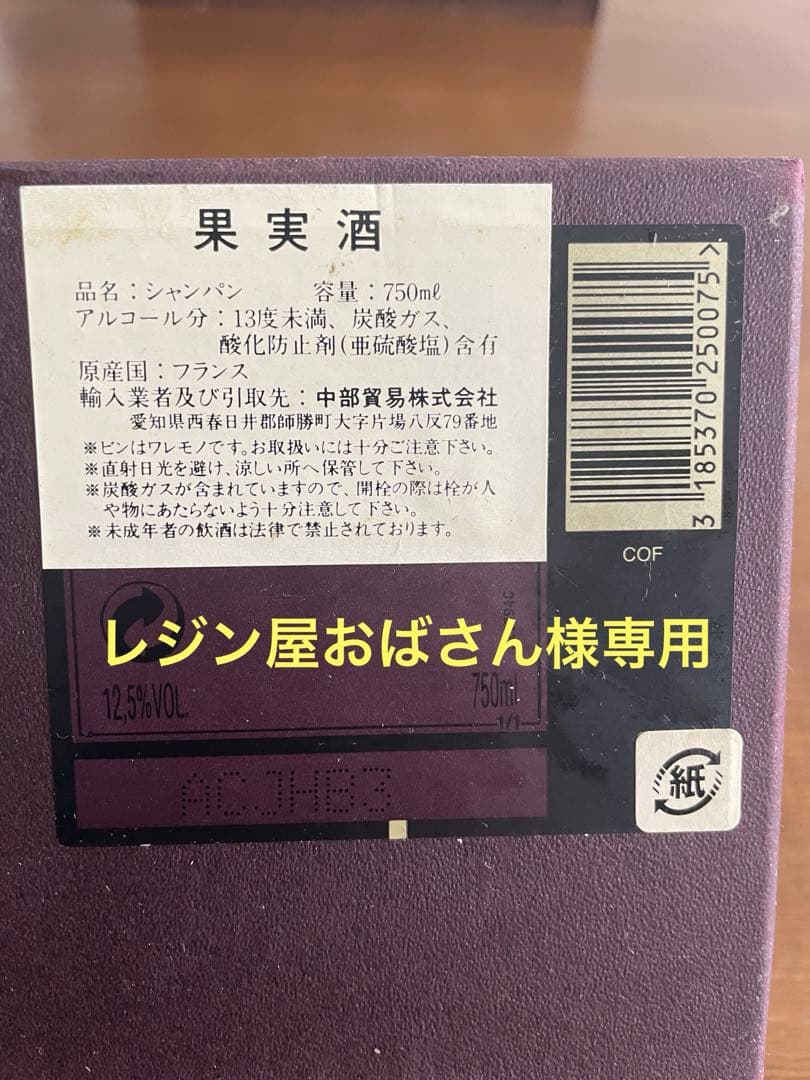 果実酒
品名：シャンパン 容量：750mℓ
アルコール分：13度未満、炭酸ガス、
酸化防止剤(亜硫酸塩)含有
原産国：フランス
輸入業者及び引取先：中部貿易株式会社
愛知県西春日井郡師勝町大字片場八反79番地
※ビンはワレモノです。お取扱いには十分ご注意下さい。
※直射日光を避け、涼しい所へ保管して下さい。
※炭酸ガスが含まれていますので、開栓の際は栓が人
や物にあたらないよう十分注意して下さい。
※未成年者の飲酒は法律で禁止されております。
3 185370 250075 >
COF
94C
レジン屋おばさん様専用
12,5%VOL.
750ml
1/1
ACJHB3
紙